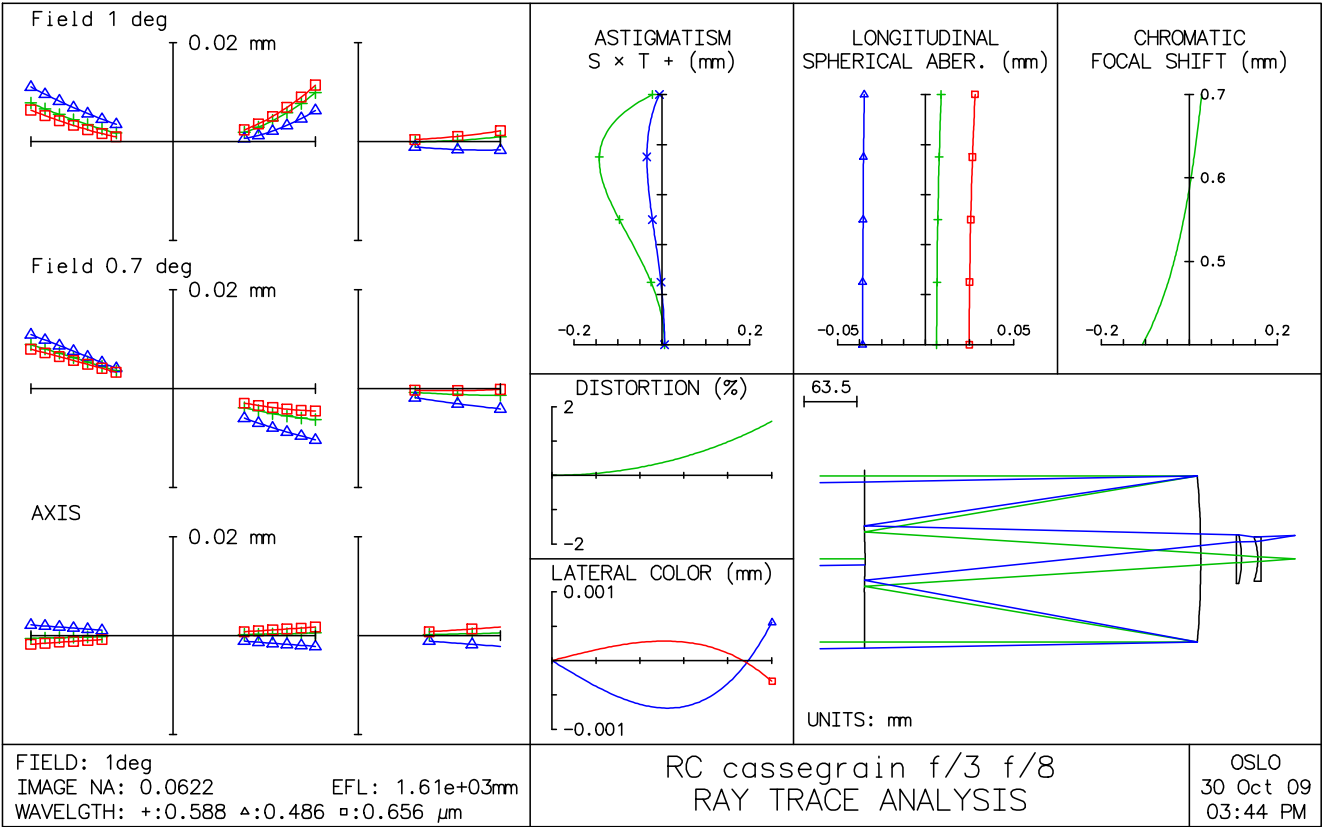 Field 1 deg
0.02 mm
Field 0.7 deg
0.02 mm
AXIS
0.02 mm
ASTIGMATISM
S × T + (mm)
-0.2
0.2
LONGITUDINAL
SPHERICAL ABER. (mm)
-0.05
0.05
CHROMATIC
FOCAL SHIFT (mm)
0.7
0.6
0.5
-0.2
0.2
DISTORTION (%)
2
-2
LATERAL COLOR (mm)
0.001
-0.001
63.5
UNITS: mm
FIELD: 1deg
IMAGE NA: 0.0622 EFL: 1.61e+03mm
WAVELGTH: +:0.588 ▵:0.486 ▫:0.656 µm
RC cassegrain f/3 f/8
RAY TRACE ANALYSIS
OSLO
30 Oct 09
03:44 PM